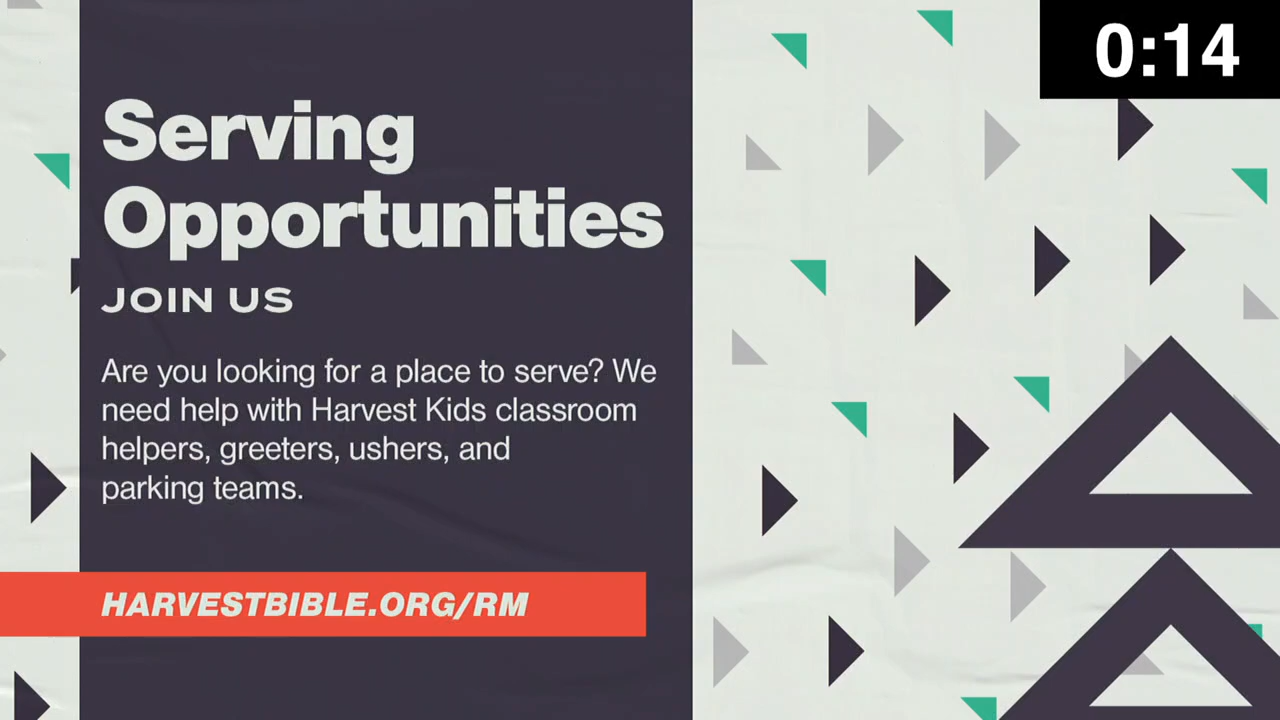 0:14
Serving
Opportunities
JOIN US
Are you looking for a place to serve? We
need help with Harvest Kids classroom
helpers, greeters, ushers, and
parking teams.
HARVESTBIBLE.ORG/RM